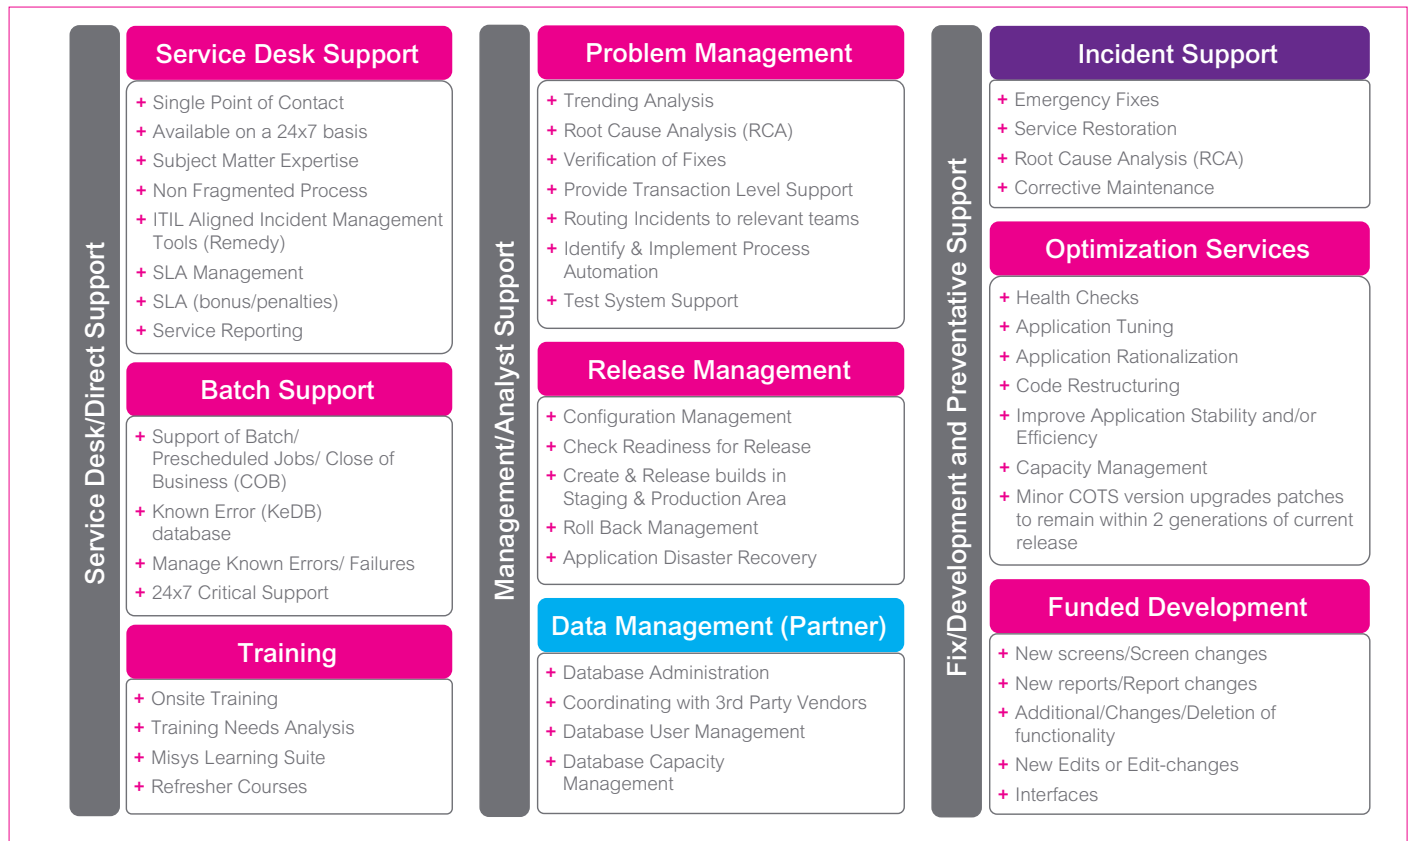 Service Desk/Direct Support
Service Desk Support
+ Single Point of Contact
+ Available on a 24x7 basis
+ Subject Matter Expertise
+ Non Fragmented Process
+ ITIL Aligned Incident Management
Tools (Remedy)
+ SLA Management
+ SLA (bonus/penalties)
+ Service Reporting
Batch Support
+ Support of Batch/
Prescheduled Jobs/ Close of
Business (COB)
+ Known Error (KeDB)
database
+ Manage Known Errors/ Failures
+ 24x7 Critical Support
Training
+ Onsite Training
+ Training Needs Analysis
+ Misys Learning Suite
+ Refresher Courses
Management/Analyst Support
Problem Management
+ Trending Analysis
+ Root Cause Analysis (RCA)
+ Verification of Fixes
+ Provide Transaction Level Support
+ Routing Incidents to relevant teams
+ Identify & Implement Process
Automation
+ Test System Support
Release Management
+ Configuration Management
+ Check Readiness for Release
+ Create & Release builds in
Staging & Production Area
+ Roll Back Management
+ Application Disaster Recovery
Data Management (Partner)
+ Database Administration
+ Coordinating with 3rd Party Vendors
+ Database User Management
+ Database Capacity
Management
Fix/Development and Preventative Support
Incident Support
+ Emergency Fixes
+ Service Restoration
+ Root Cause Analysis (RCA)
+ Corrective Maintenance
Optimization Services
+ Health Checks
+ Application Tuning
+ Application Rationalization
+ Code Restructuring
+ Improve Application Stability and/or
Efficiency
+ Capacity Management
+ Minor COTS version upgrades patches
to remain within 2 generations of current
release
Funded Development
+ New screens/Screen changes
+ New reports/Report changes
+ Additional/Changes/Deletion of
functionality
+ New Edits or Edit-changes
+ Interfaces